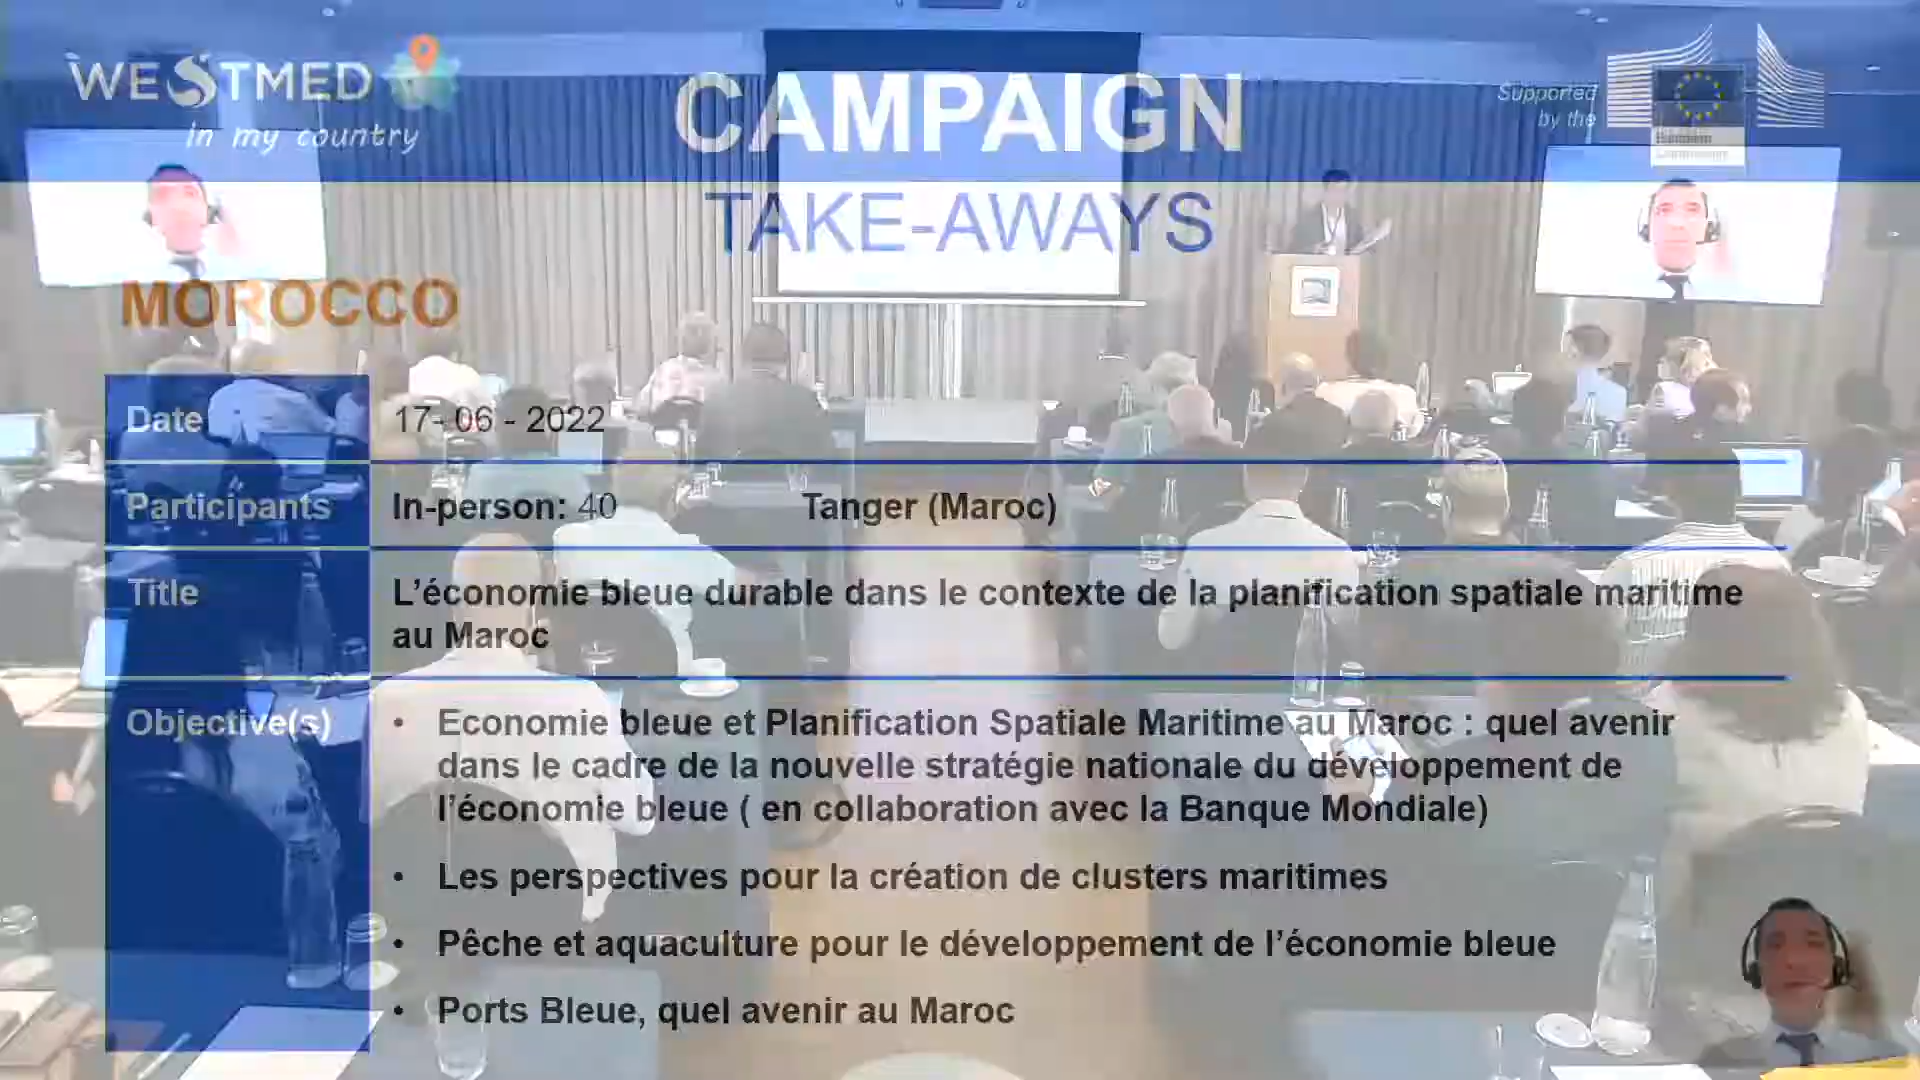 WESTMED
in my country
CAMPAIGN
TAKE-AWAYS
Supported
by the
European
Commission
MOROCCO
Date
17- 06 - 2022
Participants
In-person: 40
Tanger (Maroc)
Title
L'économie bleue durable dans le contexte de la planification spatiale maritime
au Maroc
Objective(s)
• Economie bleue et Planification Spatiale Maritime au Maroc : quel avenir
dans le cadre de la nouvelle stratégie nationale du développement de
l'économie bleue ( en collaboration avec la Banque Mondiale)
• Les perspectives pour la création de clusters maritimes
• Pêche et aquaculture pour le développement de l'économie bleue
• Ports Bleue, quel avenir au Maroc